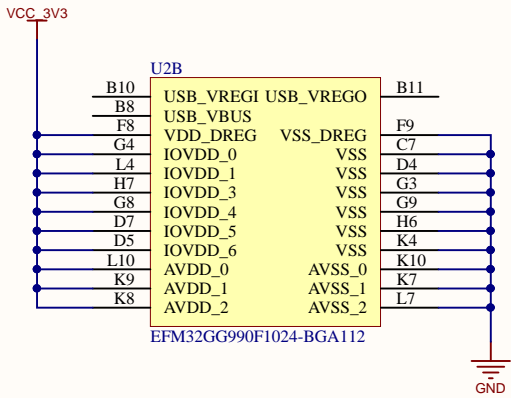 VCC_3V3
U2B
B10 USB_VREGI USB_VREGO B11
B8 USB_VBUS
F8 VDD_DREG VSS_DREG F9
G4 IOVDD_0 VSS C7
L4 IOVDD_1 VSS D4
H7 IOVDD_3 VSS G3
G8 IOVDD_4 VSS G9
D7 IOVDD_5 VSS H6
D5 IOVDD_6 VSS K4
L10 AVDD_0 AVSS_0 K10
K9 AVDD_1 AVSS_1 K7
K8 AVDD_2 AVSS_2 L7
EFM32GG990F1024-BGA112
GND